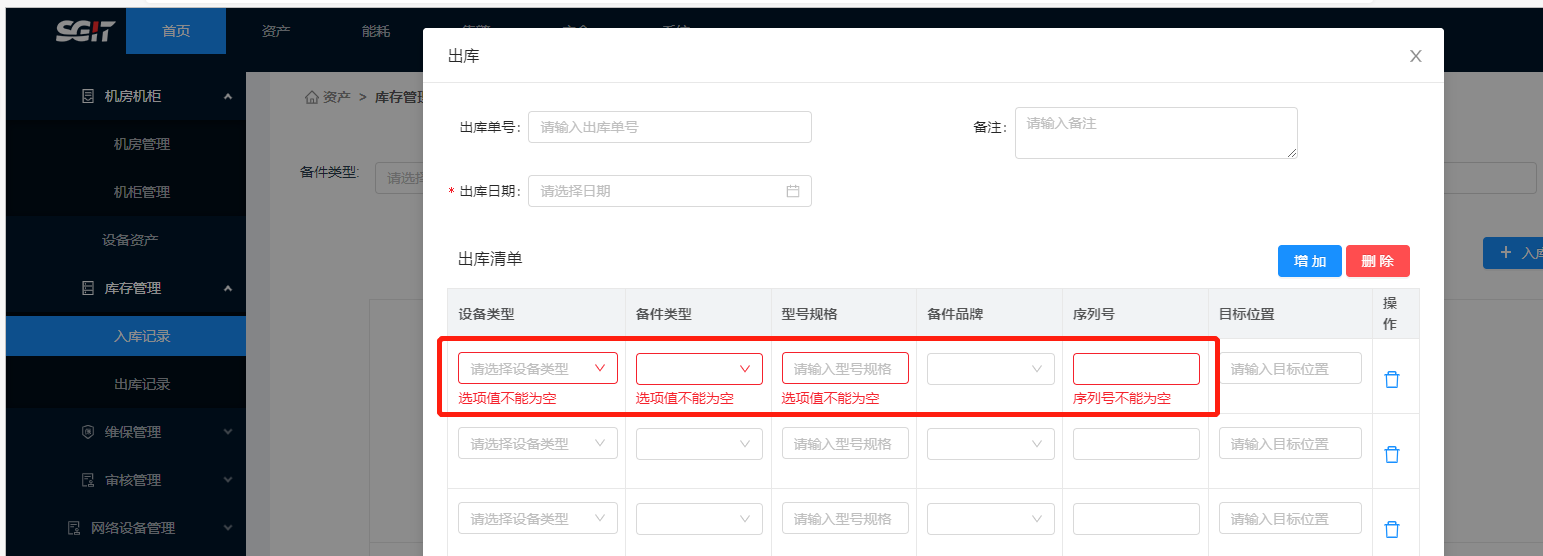 SGIT 首页 资产 能耗
出库 X
机房机柜
资产 > 库存管理
出库单号: 请输入出库单号 备注: 请输入备注
机房管理
备件类型: 请选择
机柜管理
* 出库日期: 请选择日期
设备资产
出库清单 增加 删除
+ 入库
库存管理
设备类型 备件类型 型号规格 备件品牌 序列号 目标位置 操作
入库记录
请选择设备类型 请输入型号规格 请输入目标位置
选项值不能为空 选项值不能为空 选项值不能为空 序列号不能为空
出库记录
维保管理
请选择设备类型 请输入型号规格 请输入目标位置
审核管理
请选择设备类型 请输入型号规格 请输入目标位置
网络设备管理